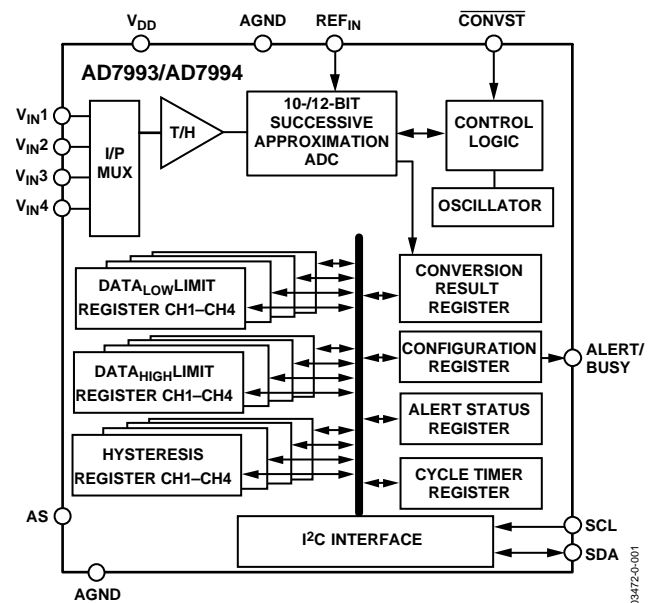 VDD
AGND
REFIN
CONVST
AD7993/AD7994
VIN1
VIN2
VIN3
VIN4
I/P
MUX
T/H
10-/12-BIT
SUCCESSIVE
APPROXIMATION
ADC
CONTROL
LOGIC
OSCILLATOR
DATALOWLIMIT
REGISTER CH1–CH4
CONVERSION
RESULT
REGISTER
DATAHIGHLIMIT
REGISTER CH1–CH4
CONFIGURATION
REGISTER
ALERT/
BUSY
ALERT STATUS
REGISTER
HYSTERESIS
REGISTER CH1–CH4
CYCLE TIMER
REGISTER
AS
I2C INTERFACE
SCL
SDA
AGND
03472-0-001